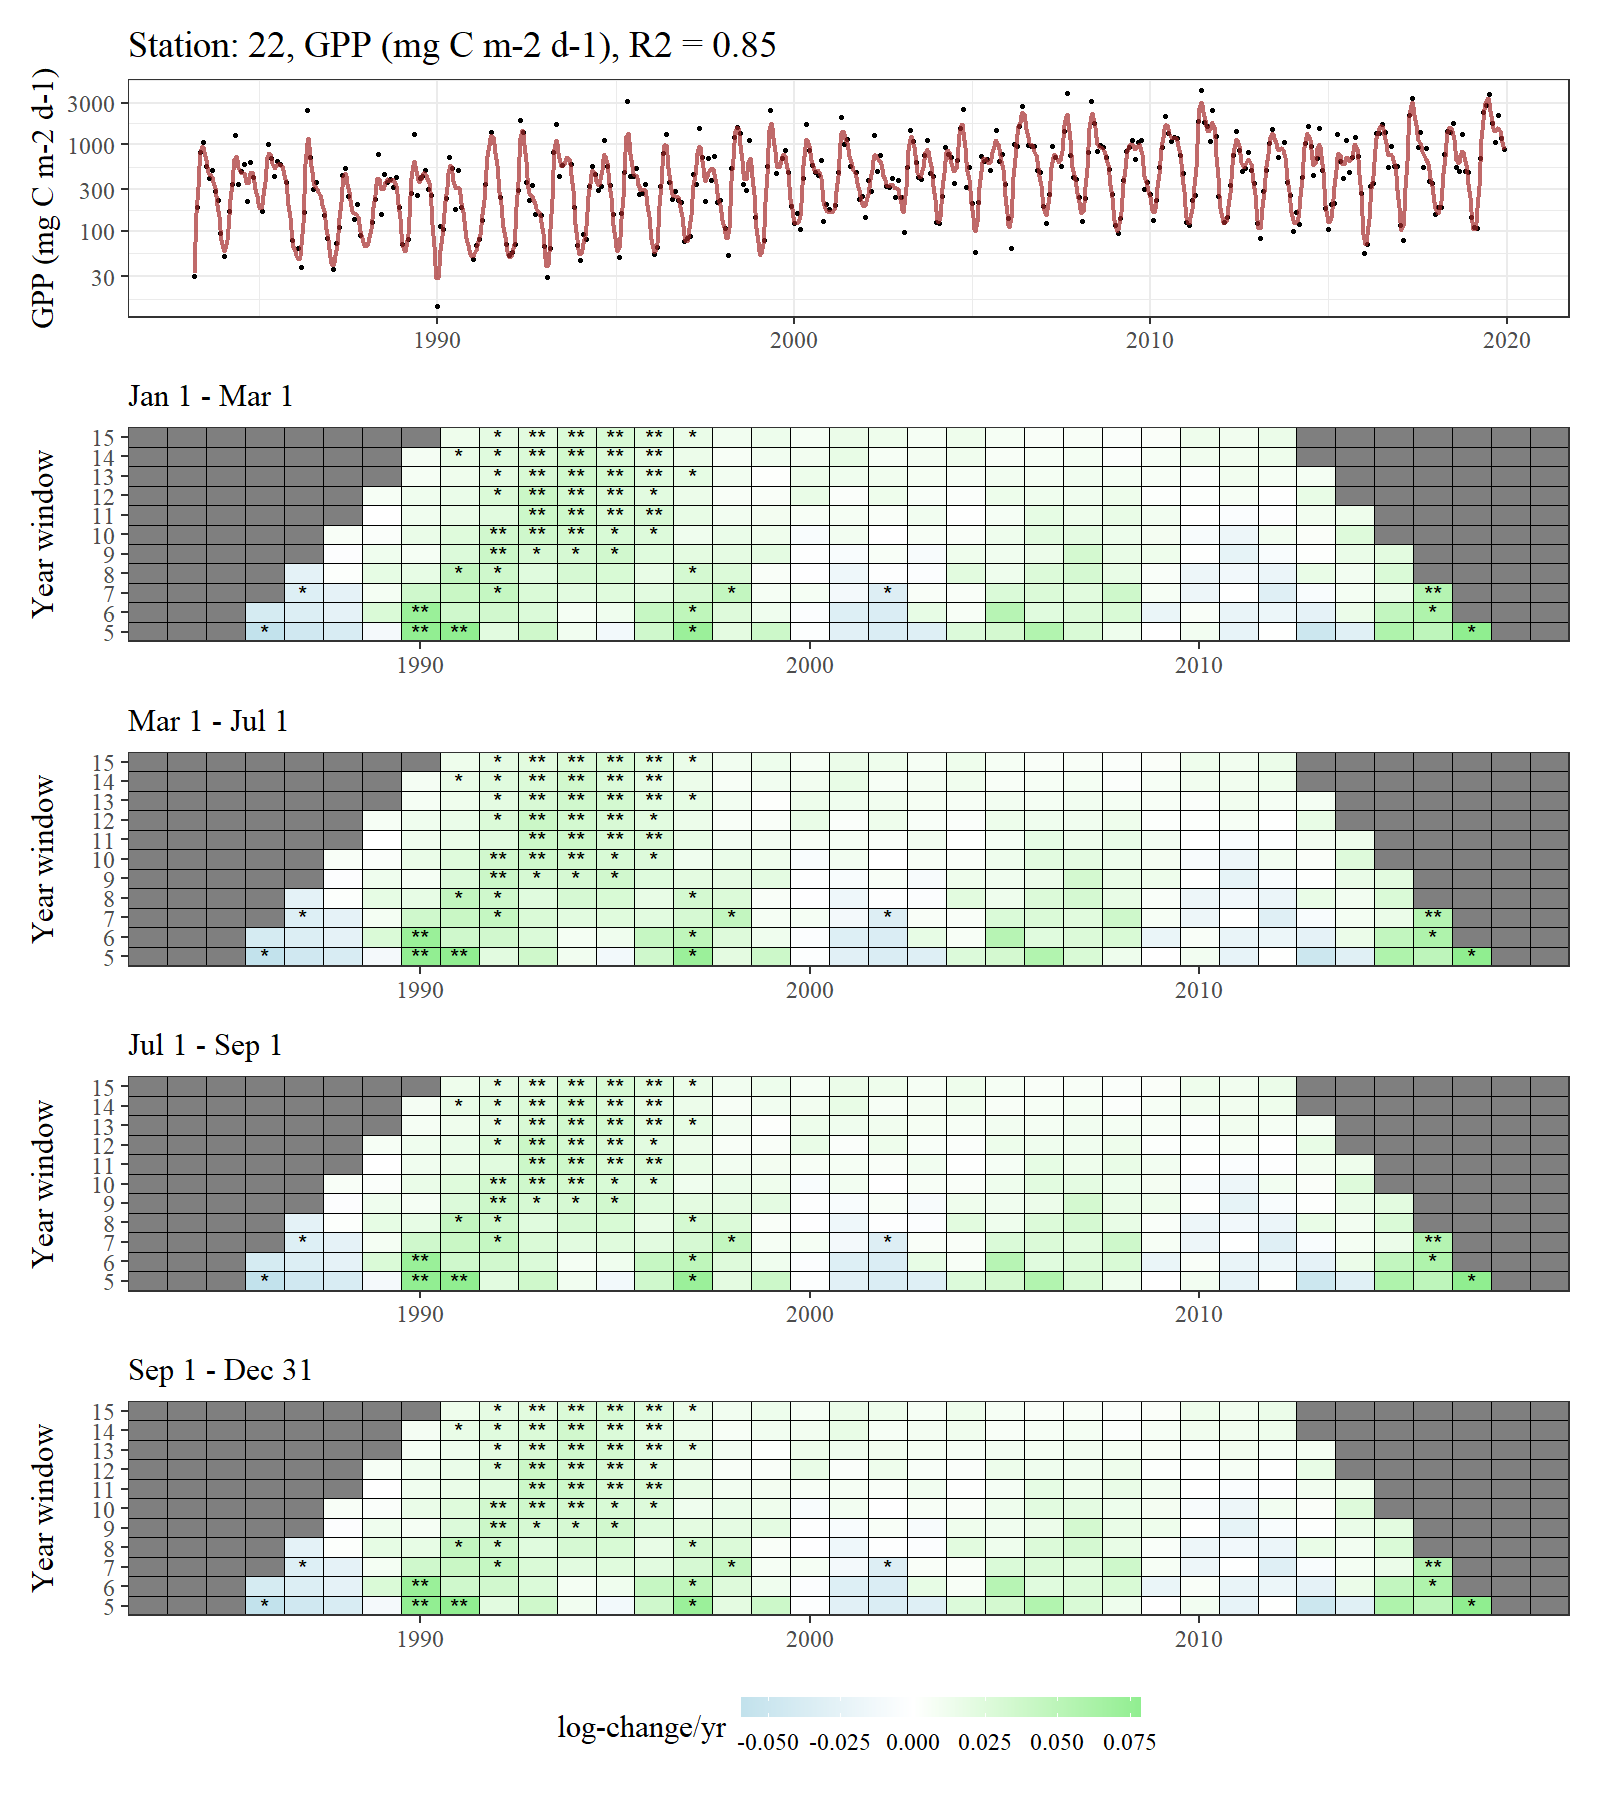 Station: 22, GPP (mg C m-2 d-1), R2 = 0.85
GPP (mg C m-2 d-1)
3000
1000
300
100
30
1990 2000 2010 2020
Jan 1 - Mar 1
Year window
15
* ** ** ** ** *
14
* * ** ** ** **
13
* ** ** ** ** *
12
* ** ** ** *
11
** ** ** **
10
** ** ** * *
9
** * * *
8
* * *
7
* * * * **
6
** * *
5
* ** ** * *
1990 2000 2010
Mar 1 - Jul 1
Year window
15
* ** ** ** ** *
14
* * ** ** ** **
13
* ** ** ** ** *
12
* ** ** ** *
11
** ** ** **
10
** ** ** * *
9
** * * *
8
* * *
7
* * * * **
6
** * *
5
* ** ** * *
1990 2000 2010
Jul 1 - Sep 1
Year window
15
* ** ** ** ** *
14
* * ** ** ** **
13
* ** ** ** ** *
12
* ** ** ** *
11
** ** ** **
10
** ** ** * *
9
** * * *
8
* * *
7
* * * * **
6
** * *
5
* ** ** * *
1990 2000 2010
Sep 1 - Dec 31
Year window
15
* ** ** ** ** *
14
* * ** ** ** **
13
* ** ** ** ** *
12
* ** ** ** *
11
** ** ** **
10
** ** ** * *
9
** * * *
8
* * *
7
* * * * **
6
** * *
5
* ** ** * *
1990 2000 2010
log-change/yr
-0.050 -0.025 0.000 0.025 0.050 0.075